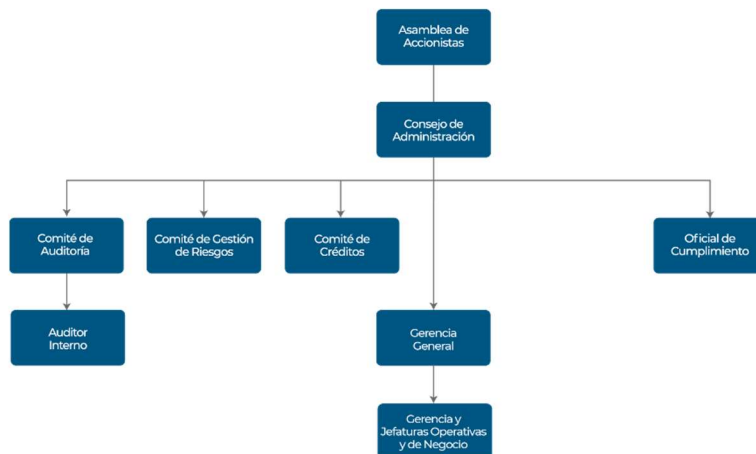 Asamblea de
Accionistas
Consejo de
Administración
Comité de
Auditoría
Comité de Gestión
de Riesgos
Comité de
Créditos
Oficial de
Cumplimiento
Auditor
Interno
Gerencia
General
Gerencia y
Jefaturas Operativas
y de Negocio